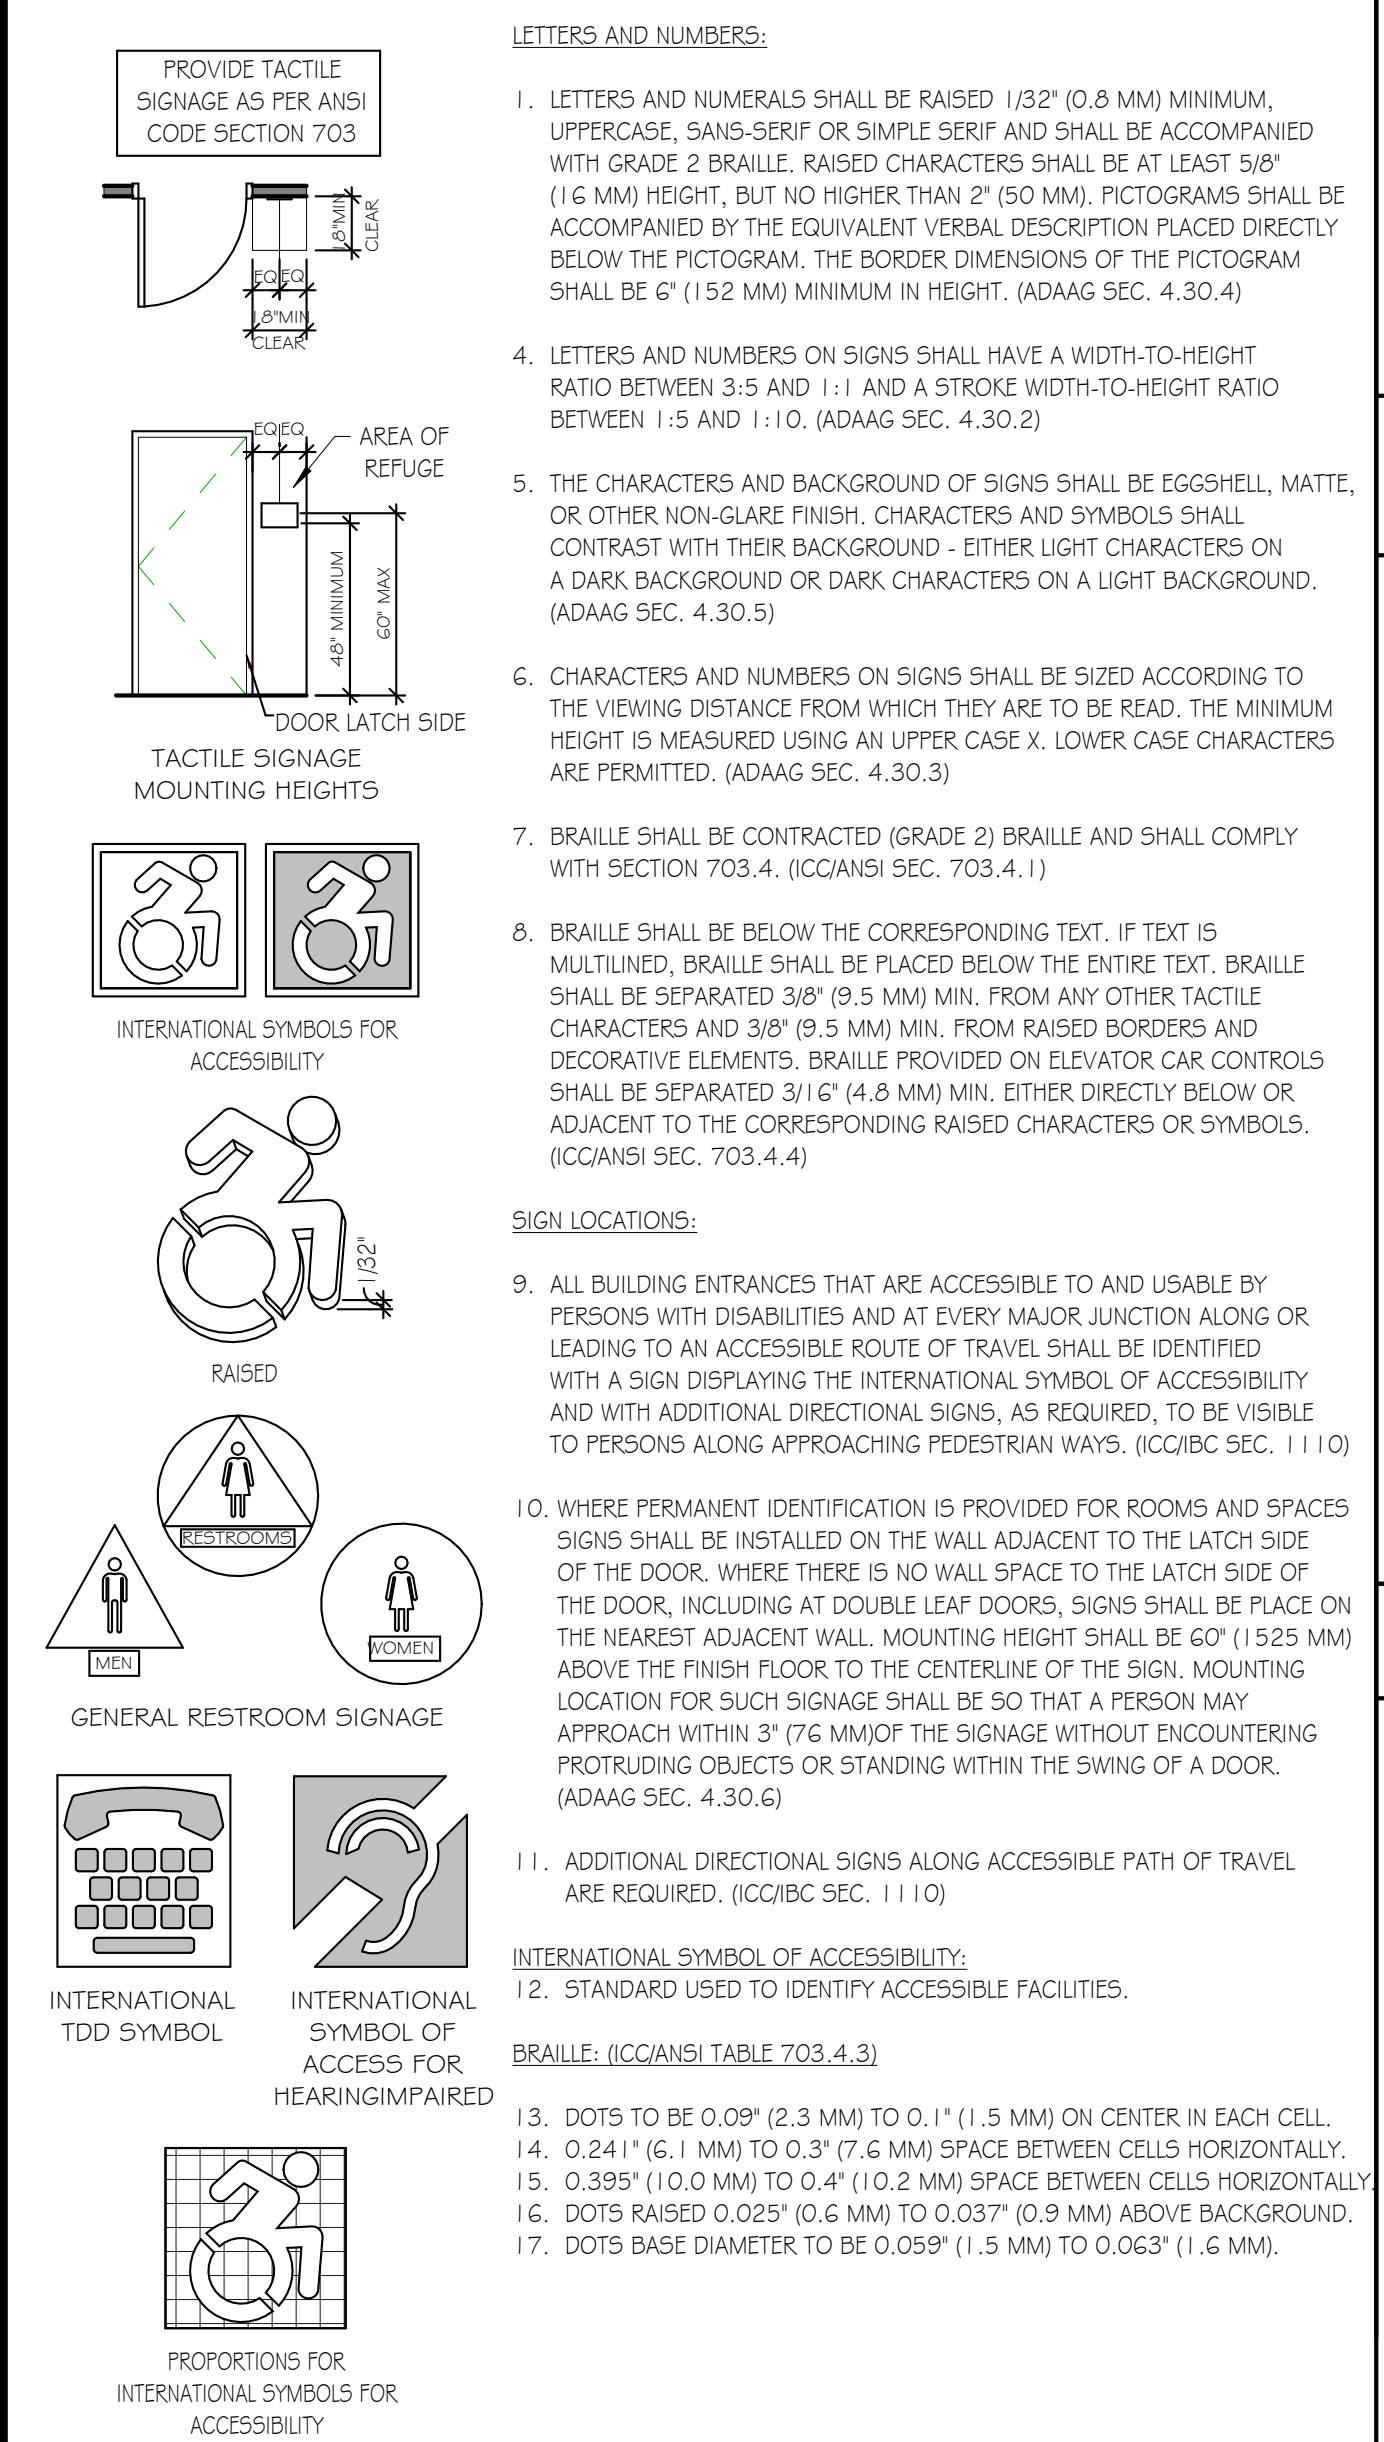 PROVIDE TACTILE
SIGNAGE AS PER ANSI
CODE SECTION 703
18"MIN
CLEAR
EQ EQ
18"MIN
CLEAR
EQ EQ
AREA OF
REFUGE
48" MINIMUM
60" MAX
DOOR LATCH SIDE
TACTILE SIGNAGE
MOUNTING HEIGHTS
INTERNATIONAL SYMBOLS FOR
ACCESSIBILITY
1/32"
RAISED
RESTROOMS
MEN
WOMEN
GENERAL RESTROOM SIGNAGE
INTERNATIONAL
TDD SYMBOL
INTERNATIONAL
SYMBOL OF
ACCESS FOR
HEARINGIMPAIRED
PROPORTIONS FOR
INTERNATIONAL SYMBOLS FOR
ACCESSIBILITY
LETTERS AND NUMBERS:
1. LETTERS AND NUMERALS SHALL BE RAISED 1/32" (0.8 MM) MINIMUM,
UPPERCASE, SANS-SERIF OR SIMPLE SERIF AND SHALL BE ACCOMPANIED
WITH GRADE 2 BRAILLE. RAISED CHARACTERS SHALL BE AT LEAST 5/8"
(16 MM) HEIGHT, BUT NO HIGHER THAN 2" (50 MM). PICTOGRAMS SHALL BE
ACCOMPANIED BY THE EQUIVALENT VERBAL DESCRIPTION PLACED DIRECTLY
BELOW THE PICTOGRAM. THE BORDER DIMENSIONS OF THE PICTOGRAM
SHALL BE 6" (152 MM) MINIMUM IN HEIGHT. (ADAAG SEC. 4.30.4)
4. LETTERS AND NUMBERS ON SIGNS SHALL HAVE A WIDTH-TO-HEIGHT
RATIO BETWEEN 3:5 AND 1:1 AND A STROKE WIDTH-TO-HEIGHT RATIO
BETWEEN 1:5 AND 1:10. (ADAAG SEC. 4.30.2)
5. THE CHARACTERS AND BACKGROUND OF SIGNS SHALL BE EGGSHELL, MATTE,
OR OTHER NON-GLARE FINISH. CHARACTERS AND SYMBOLS SHALL
CONTRAST WITH THEIR BACKGROUND - EITHER LIGHT CHARACTERS ON
A DARK BACKGROUND OR DARK CHARACTERS ON A LIGHT BACKGROUND.
(ADAAG SEC. 4.30.5)
6. CHARACTERS AND NUMBERS ON SIGNS SHALL BE SIZED ACCORDING TO
THE VIEWING DISTANCE FROM WHICH THEY ARE TO BE READ. THE MINIMUM
HEIGHT IS MEASURED USING AN UPPER CASE X. LOWER CASE CHARACTERS
ARE PERMITTED. (ADAAG SEC. 4.30.3)
7. BRAILLE SHALL BE CONTRACTED (GRADE 2) BRAILLE AND SHALL COMPLY
WITH SECTION 703.4. (ICC/ANSI SEC. 703.4.1)
8. BRAILLE SHALL BE BELOW THE CORRESPONDING TEXT. IF TEXT IS
MULTILINED, BRAILLE SHALL BE PLACED BELOW THE ENTIRE TEXT. BRAILLE
SHALL BE SEPARATED 3/8" (9.5 MM) MIN. FROM ANY OTHER TACTILE
CHARACTERS AND 3/8" (9.5 MM) MIN. FROM RAISED BORDERS AND
DECORATIVE ELEMENTS. BRAILLE PROVIDED ON ELEVATOR CAR CONTROLS
SHALL BE SEPARATED 3/16" (4.8 MM) MIN. EITHER DIRECTLY BELOW OR
ADJACENT TO THE CORRESPONDING RAISED CHARACTERS OR SYMBOLS.
(ICC/ANSI SEC. 703.4.4)
SIGN LOCATIONS:
9. ALL BUILDING ENTRANCES THAT ARE ACCESSIBLE TO AND USABLE BY
PERSONS WITH DISABILITIES AND AT EVERY MAJOR JUNCTION ALONG OR
LEADING TO AN ACCESSIBLE ROUTE OF TRAVEL SHALL BE IDENTIFIED
WITH A SIGN DISPLAYING THE INTERNATIONAL SYMBOL OF ACCESSIBILITY
AND WITH ADDITIONAL DIRECTIONAL SIGNS, AS REQUIRED, TO BE VISIBLE
TO PERSONS ALONG APPROACHING PEDESTRIAN WAYS. (ICC/IBC SEC. 1110)
10. WHERE PERMANENT IDENTIFICATION IS PROVIDED FOR ROOMS AND SPACES
SIGNS SHALL BE INSTALLED ON THE WALL ADJACENT TO THE LATCH SIDE
OF THE DOOR. WHERE THERE IS NO WALL SPACE TO THE LATCH SIDE OF
THE DOOR, INCLUDING AT DOUBLE LEAF DOORS, SIGNS SHALL BE PLACE ON
THE NEAREST ADJACENT WALL. MOUNTING HEIGHT SHALL BE 60" (1525 MM)
ABOVE THE FINISH FLOOR TO THE CENTERLINE OF THE SIGN. MOUNTING
LOCATION FOR SUCH SIGNAGE SHALL BE SO THAT A PERSON MAY
APPROACH WITHIN 3" (76 MM)OF THE SIGNAGE WITHOUT ENCOUNTERING
PROTRUDING OBJECTS OR STANDING WITHIN THE SWING OF A DOOR.
(ADAAG SEC. 4.30.6)
11. ADDITIONAL DIRECTIONAL SIGNS ALONG ACCESSIBLE PATH OF TRAVEL
ARE REQUIRED. (ICC/IBC SEC. 1110)
INTERNATIONAL SYMBOL OF ACCESSIBILITY:
12. STANDARD USED TO IDENTIFY ACCESSIBLE FACILITIES.
BRAILLE: (ICC/ANSI TABLE 703.4.3)
13. DOTS TO BE 0.09" (2.3 MM) TO 0.1" (1.5 MM) ON CENTER IN EACH CELL.
14. 0.241" (6.1 MM) TO 0.3" (7.6 MM) SPACE BETWEEN CELLS HORIZONTALLY.
15. 0.395" (10.0 MM) TO 0.4" (10.2 MM) SPACE BETWEEN CELLS HORIZONTALLY.
16. DOTS RAISED 0.025" (0.6 MM) TO 0.037" (0.9 MM) ABOVE BACKGROUND.
17. DOTS BASE DIAMETER TO BE 0.059" (1.5 MM) TO 0.063" (1.6 MM).